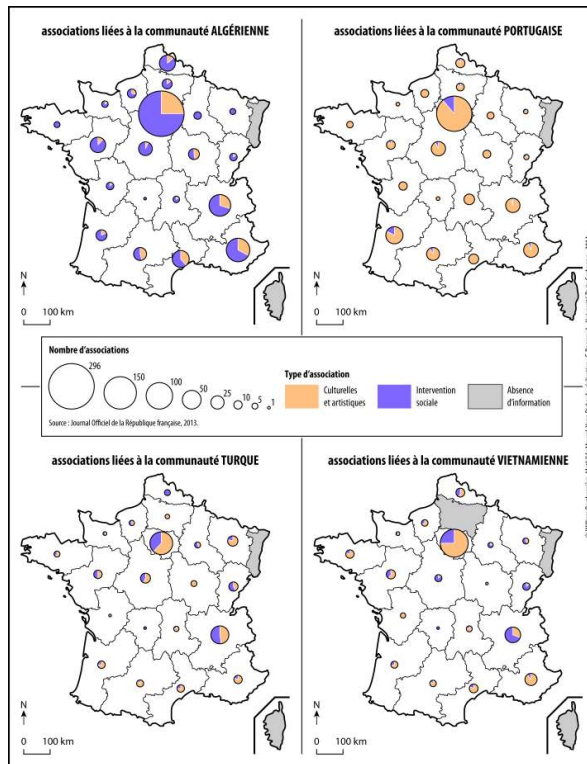 associations liées à la communauté ALGÉRIENNE
associations liées à la communauté PORTUGAISE
N
0 100 km
N
0 100 km
Nombre d'associations
296
150
100
50
25
10
5
1
Type d'association
Culturelles
et artistiques
Intervention
sociale
Absence
d'information
Source : Journal Officiel de la République française, 2013.
associations liées à la communauté TURQUE
associations liées à la communauté VIETNAMIENNE
N
0 100 km
N
0 100 km